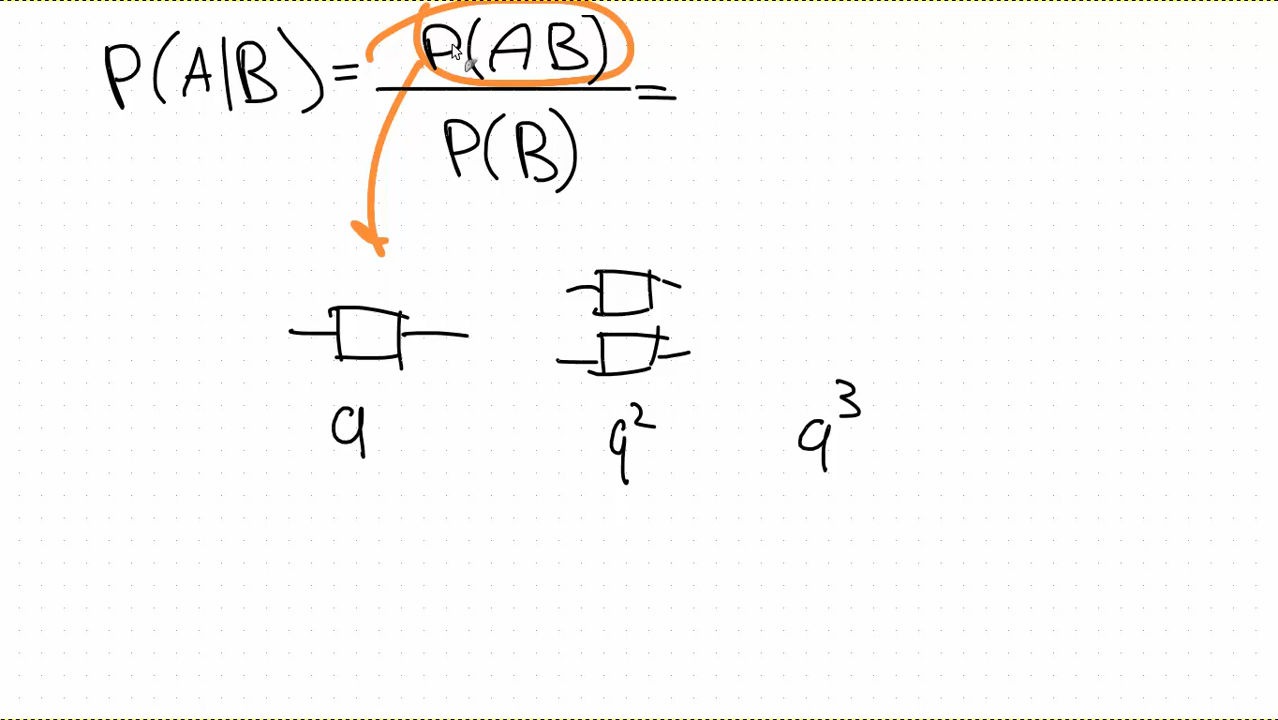 P(A|B) = P(AB) / P(B) =
q q² q³